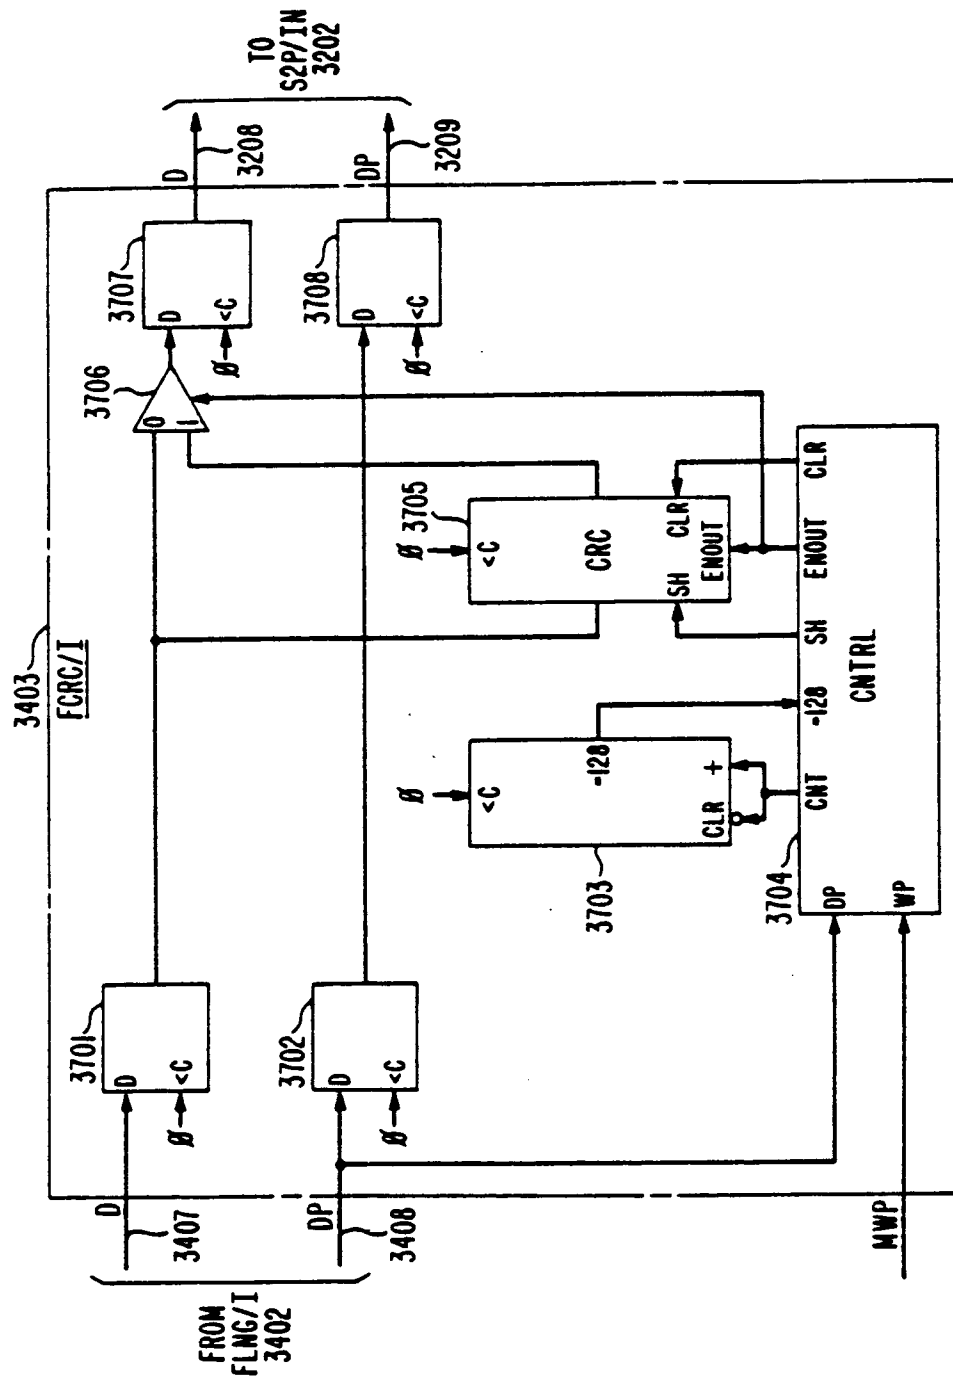 3403
FCRC/I
FROM
FLNG/I
3402
D
3407
DP
3408
MWP
3701
D
<C
Ø
3702
D
<C
Ø
3703
Ø
<C
=128
CLR
+
3705
Ø
<C
CRC
SH
CLR
ENOUT
3704
CNT
=128
SH
ENOUT
CLR
DP
WP
CNTRL
3706
0
1
3707
D
<C
Ø
3708
D
<C
Ø
D
3208
DP
3209
TO
S2P/IN
3202